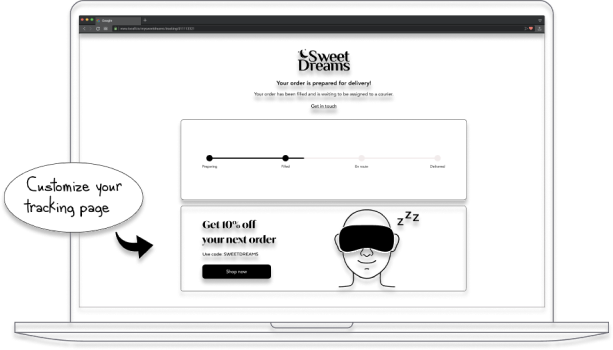 Sweet
Dreams
Your order is prepared for delivery!
Your order has been filled and is waiting to be assigned to a courier.
Get in touch
Preparing
Filled
En route
Delivered
Customize your
tracking page
Get 10% off
your next order
Use code: SWEETDREAMS
Shop now
zzz